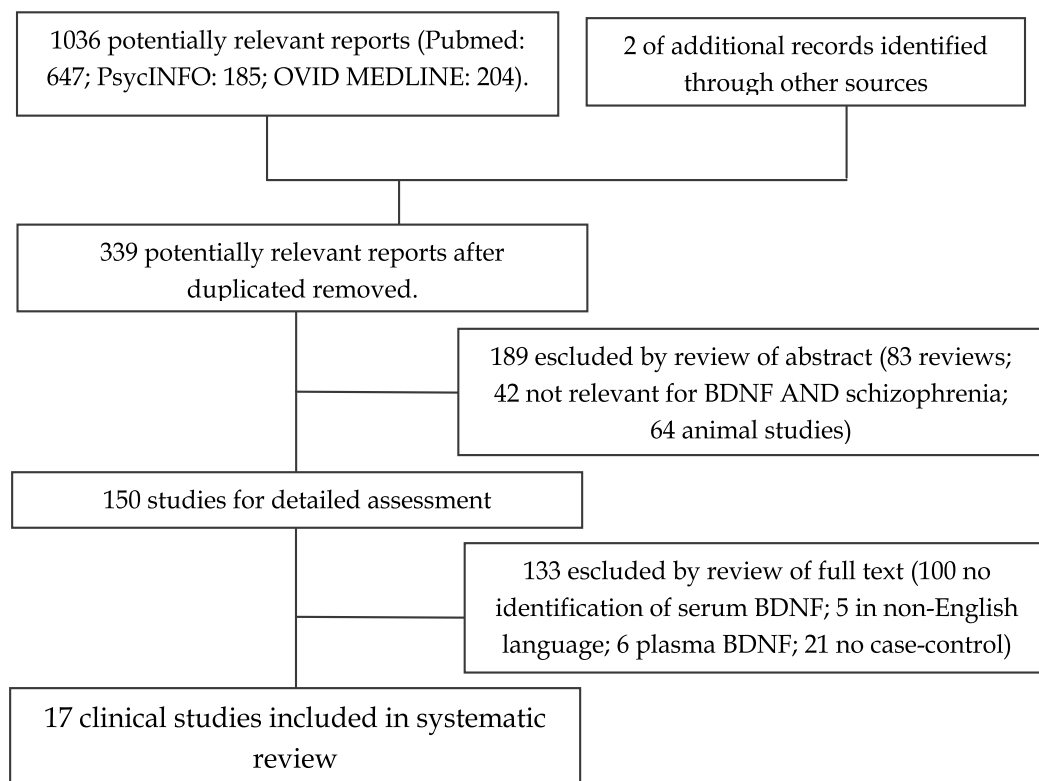 1036 potentially relevant reports (Pubmed:
647; PsycINFO: 185; OVID MEDLINE: 204).
2 of additional records identified
through other sources
339 potentially relevant reports after
duplicated removed.
189 escluded by review of abstract (83 reviews;
42 not relevant for BDNF AND schizophrenia;
64 animal studies)
150 studies for detailed assessment
133 escluded by review of full text (100 no
identification of serum BDNF; 5 in non-English
language; 6 plasma BDNF; 21 no case-control)
17 clinical studies included in systematic
review